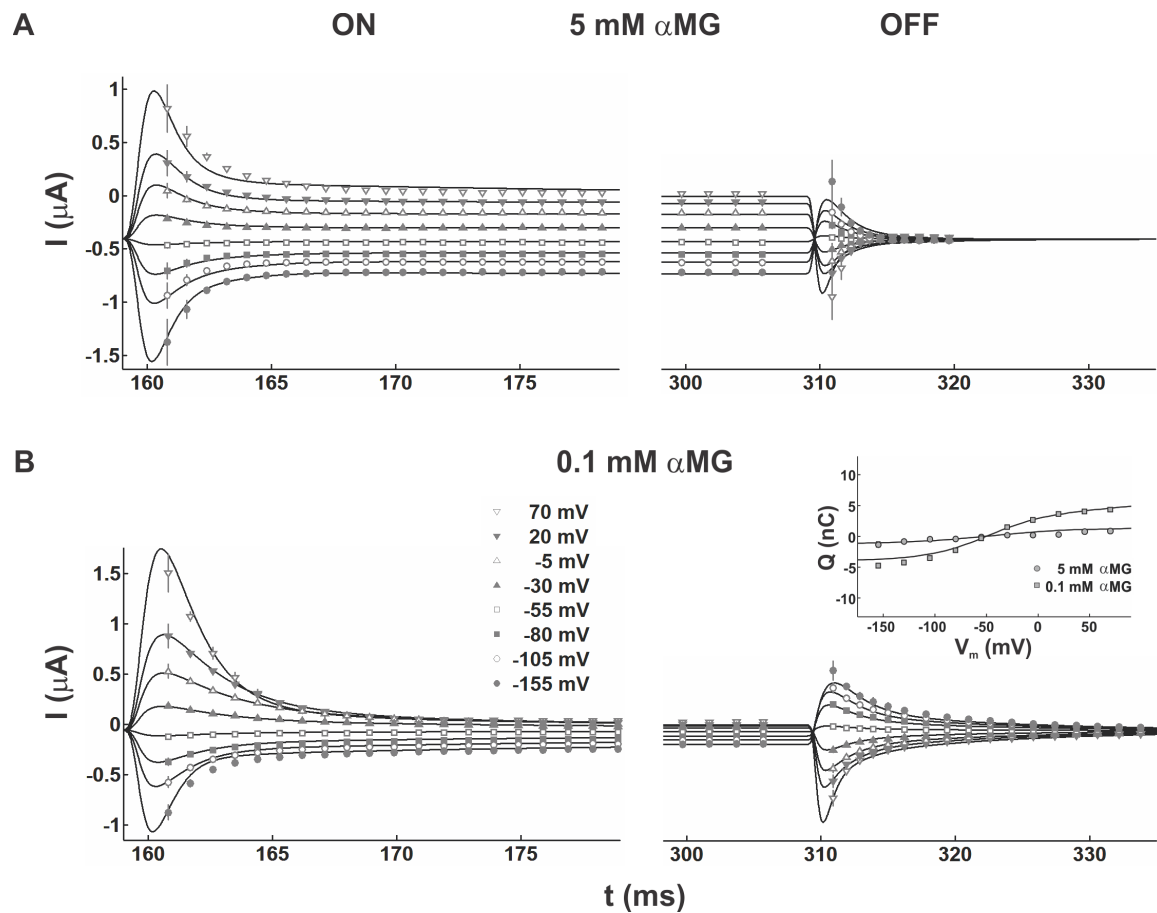 A ON 5 mM αMG OFF
I (μA)
1
0.5
0
-0.5
-1
-1.5
160 165 170 175
300 310 320 330
B 0.1 mM αMG
I (μA)
1.5
1
0.5
0
-0.5
-1
160 165 170 175
70 mV
20 mV
-5 mV
-30 mV
-55 mV
-80 mV
-105 mV
-155 mV
Q (nC)
10
5
0
-5
-10
5 mM αMG
0.1 mM αMG
-150 -100 -50 0 50
Vm (mV)
300 310 320 330
t (ms)